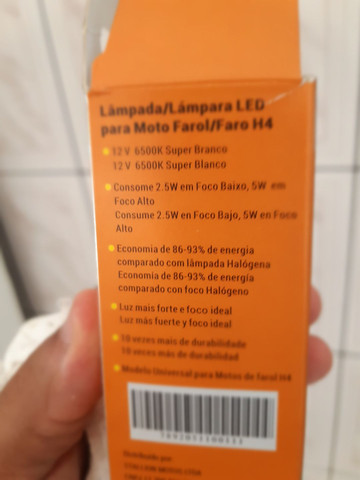 Lâmpada/Lámpara LED
para Moto Farol/Faro H4
12V 6500K Super Branco
12V 6500K Super Blanco
Consome 2.5W em Foco Baixo, 5W em
Foco Alto
Consume 2.5W en Foco Bajo, 5W en Foco
Alto
Economia de 86-93% de energia
comparado com lâmpada Halógena
Economia de 86-93% de energía
comparado con foco Halógeno
Luz mais forte e foco ideal
Luz más fuerte y foco ideal
10 vezes mais de durabilidade
10 veces más de durabilidad
Modelo Universal para Motos de farol H4
Distribuído por